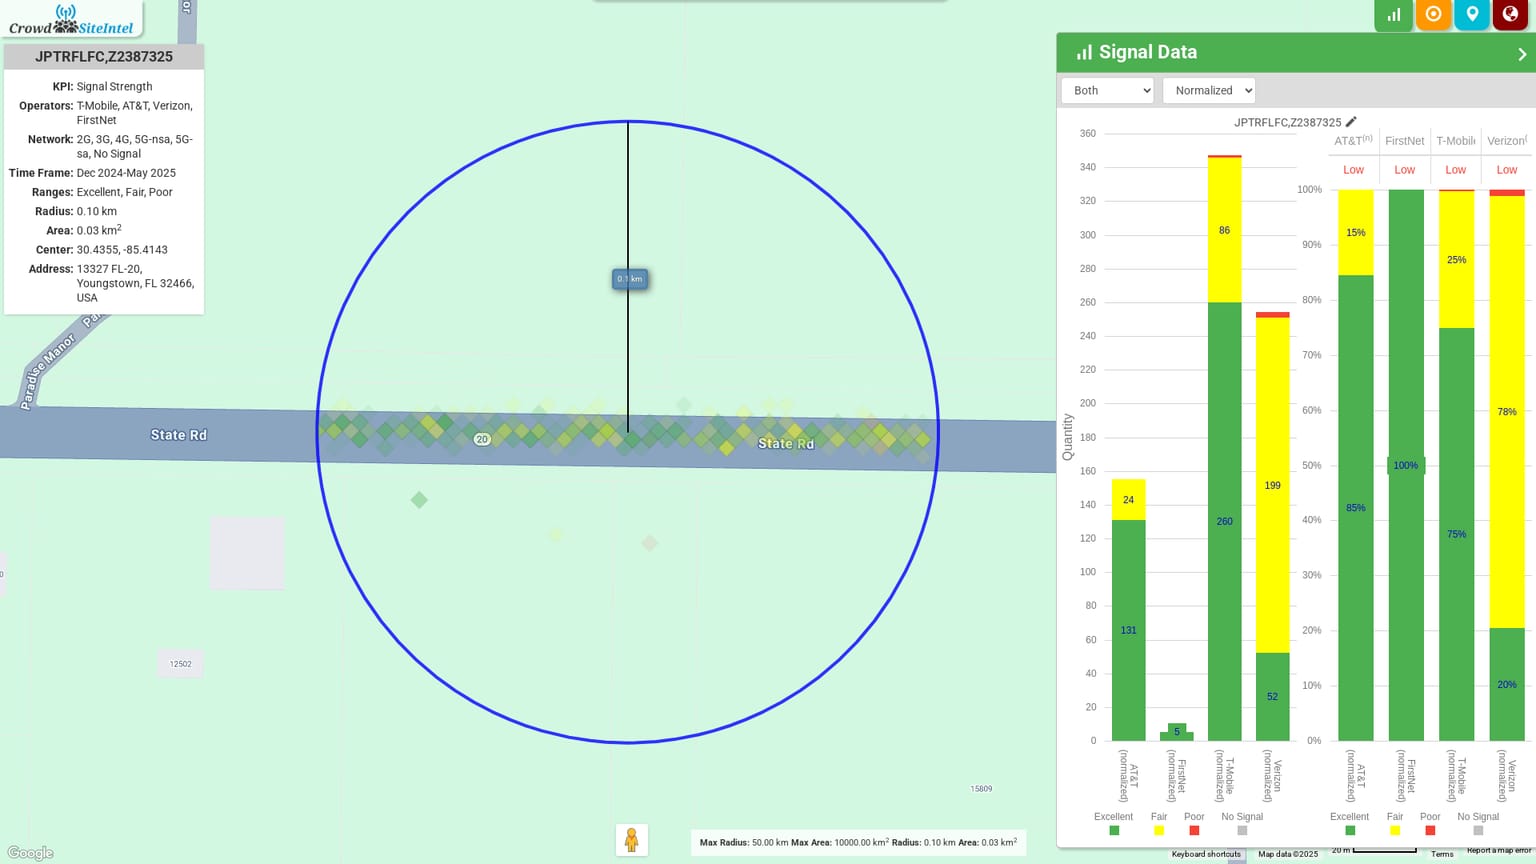 Crowd SiteIntel
JPTRFLFC,Z2387325
KPI: Signal Strength
Operators: T-Mobile, AT&T, Verizon,
FirstNet
Network: 2G, 3G, 4G, 5G-nsa, 5G-
sa, No Signal
Time Frame: Dec 2024-May 2025
Ranges: Excellent, Fair, Poor
Radius: 0.10 km
Area: 0.03 km²
Center: 30.4355, -85.4143
Address: 13327 FL-20,
Youngstown, FL 32466,
USA
or
Par
Paradise Manor
State Rd
20
State Rd
0.1 km
0
12502
15809
Google
Max Radius: 50.00 km Max Area: 10000.00 km² Radius: 0.10 km Area: 0.03 km²
Signal Data
Both
Normalized
JPTRFLFC,Z2387325
360
340
320
300
280
260
240
220
200
180
160
140
120
100
80
60
40
20
0
Quantity
24
131
5
86
260
199
52
AT&T (normalized)
FirstNet (normalized)
T-Mobile (normalized)
Verizon (normalized)
Excellent
Fair
Poor
No Signal
AT&T(n)
FirstNet
T-Mobile
Verizon(
Low
Low
Low
Low
100%
90%
80%
70%
60%
50%
40%
30%
20%
10%
0%
15%
85%
100%
25%
75%
78%
20%
AT&T (normalized)
FirstNet (normalized)
T-Mobile (normalized)
Verizon (normalized)
Excellent
Fair
Poor
No Signal
Keyboard shortcuts
Map data ©2025
20 m
Terms
Report a map error